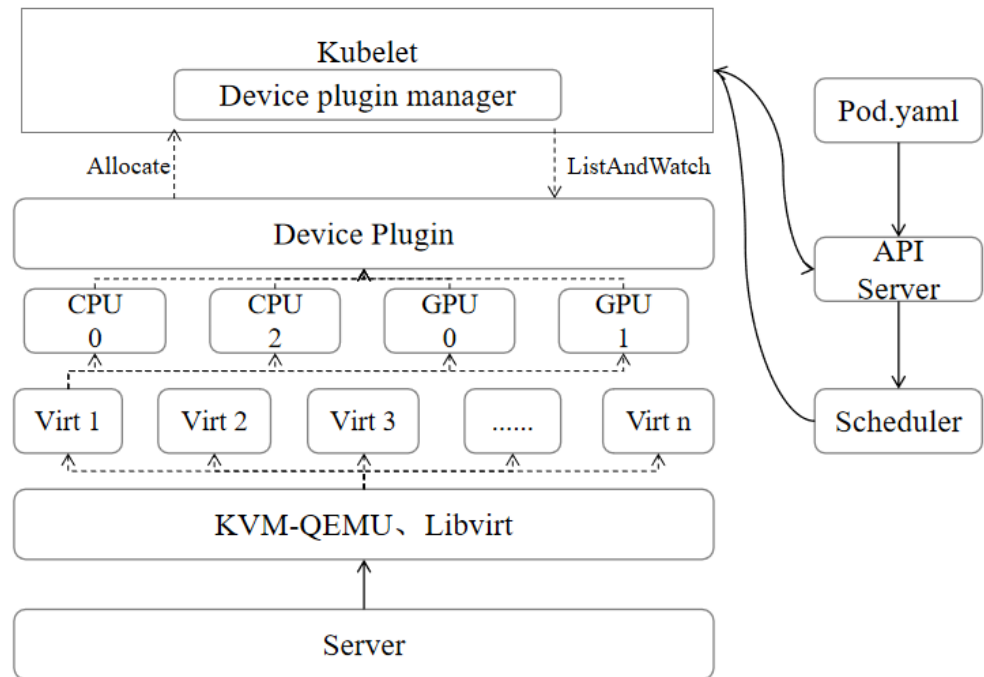 Kubelet
Device plugin manager
Pod.yaml
Allocate
ListAndWatch
Device Plugin
API
Server
CPU
0
CPU
2
GPU
0
GPU
1
Virt 1
Virt 2
Virt 3
......
Virt n
Scheduler
KVM-QEMU、Libvirt
Server